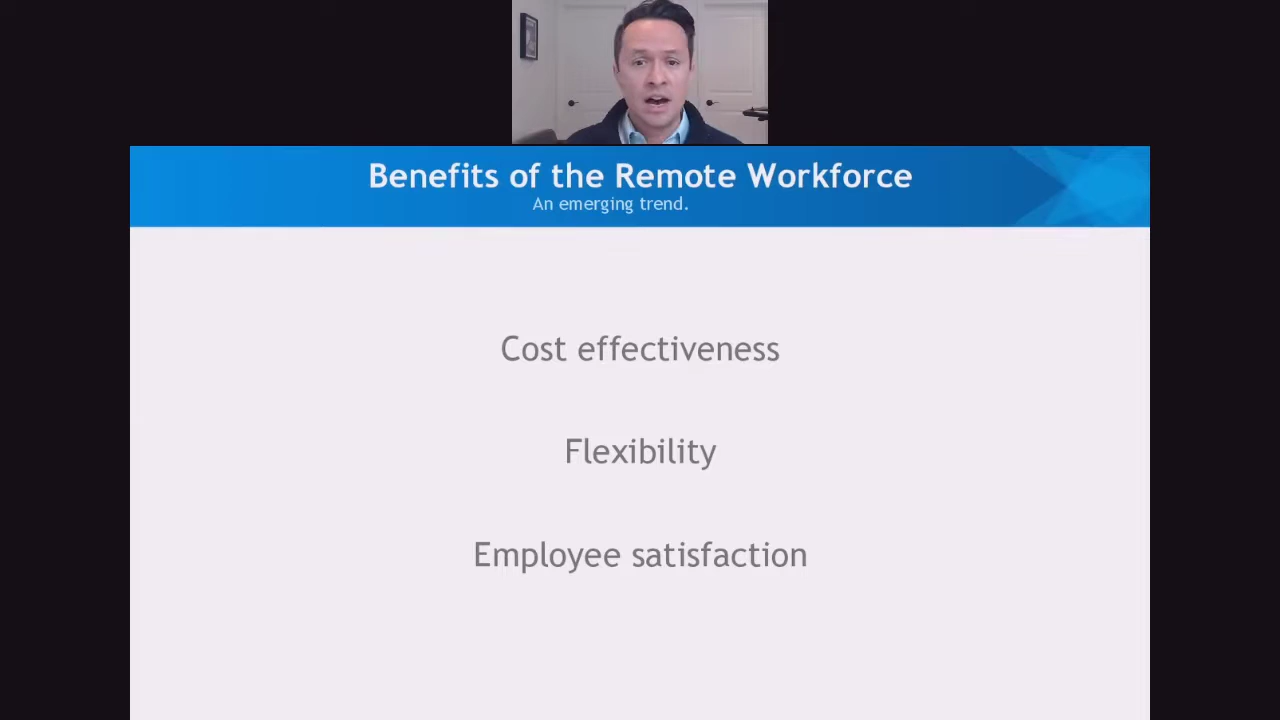 Benefits of the Remote Workforce
An emerging trend.
Cost effectiveness
Flexibility
Employee satisfaction